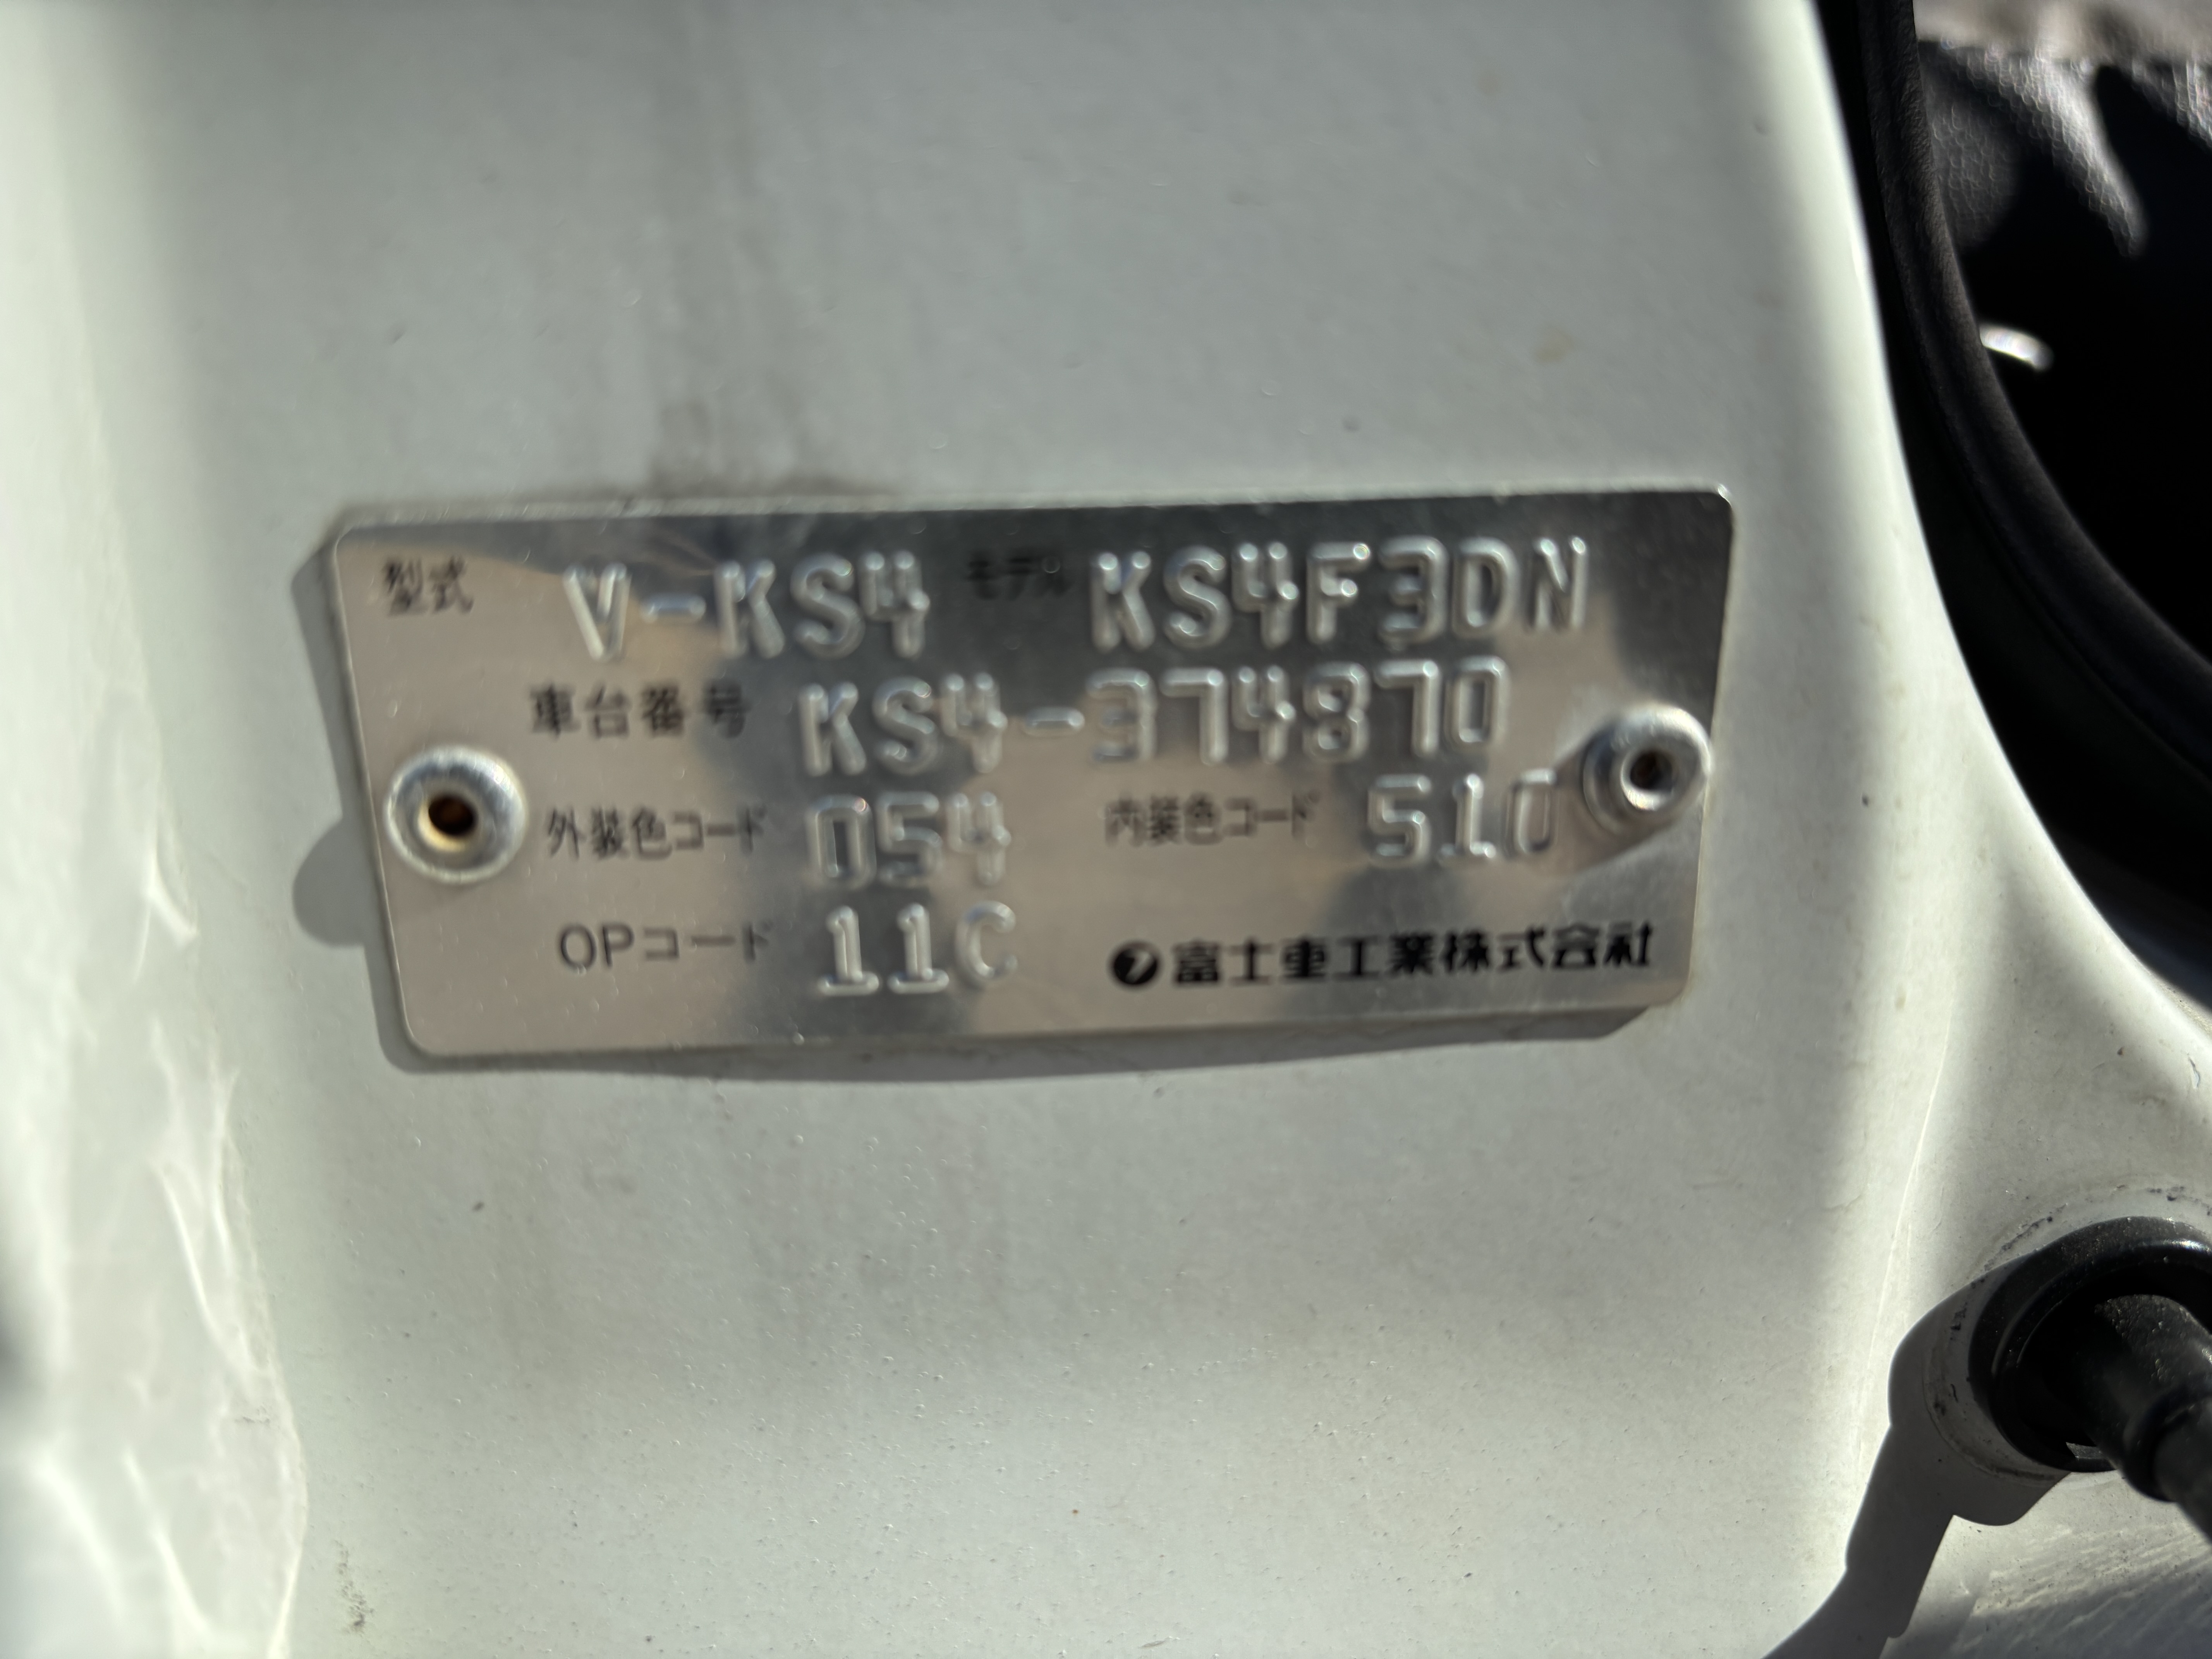 型式 V-KS4 モデル KS4F3DN
車台番号 KS4-374870
外装色コード 054 内装色コード 510
OPコード 11C 富士重工業株式会社